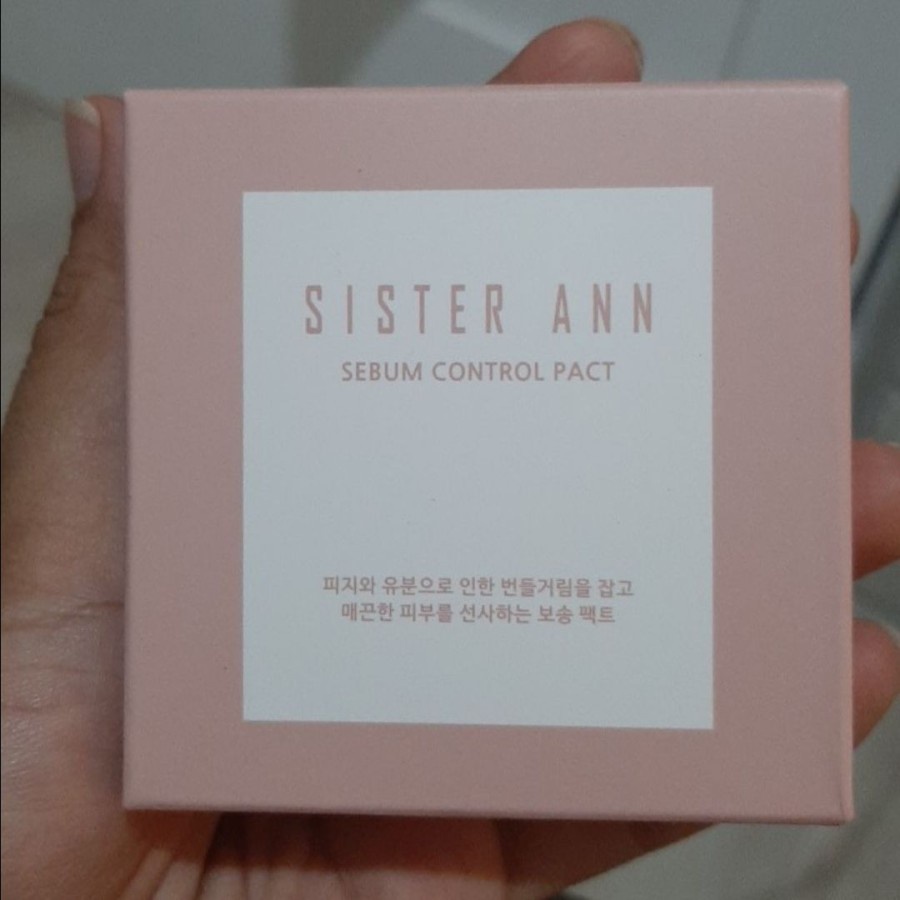 SISTER ANN
SEBUM CONTROL PACT
피지와 유분으로 인한 번들거림을 잡고
매끈한 피부를 선사하는 보송 팩트